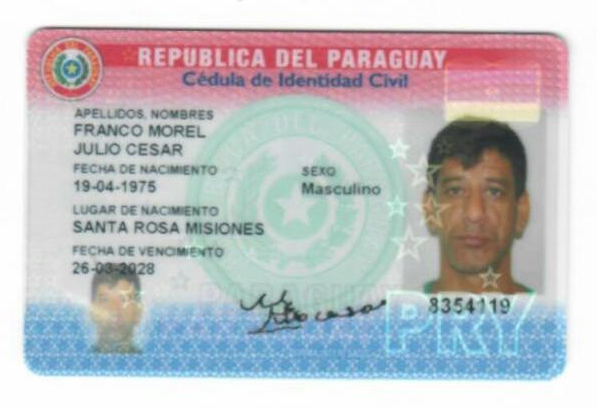 REPUBLICA DEL PARAGUAY
Cédula de Identidad Civil
APELLIDOS, NOMBRES
FRANCO MOREL
JULIO CESAR
FECHA DE NACIMIENTO
19-04-1975
SEXO
Masculino
LUGAR DE NACIMIENTO
SANTA ROSA MISIONES
FECHA DE VENCIMIENTO
26-03-2028
8354119
PRY